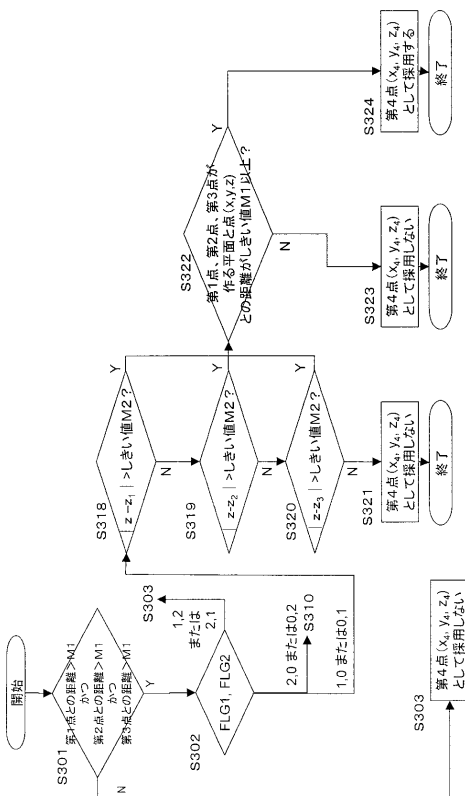 開始
S301
第1点との距離>M1
かつ
第2点との距離>M1
かつ
第3点との距離>M1
N
Y
S302
FLG1, FLG2
1,2
または
2,1
S303
2,0 または0,2
S310
1,0 または0,1
S303
第4点(x4, y4, z4)
として採用しない
S318
|z-z1|>しきい値M2?
Y
N
S319
|z-z2|>しきい値M2?
Y
N
S320
|z-z3|>しきい値M2?
Y
N
S321
第4点(x4, y4, z4)
として採用しない
終了
S322
第1点、第2点、第3点が
作る平面と点(x,y,z)
との距離がしきい値M1以上?
Y
N
S323
第4点(x4, y4, z4)
として採用しない
終了
S324
第4点(x4, y4, z4)
として採用する
終了